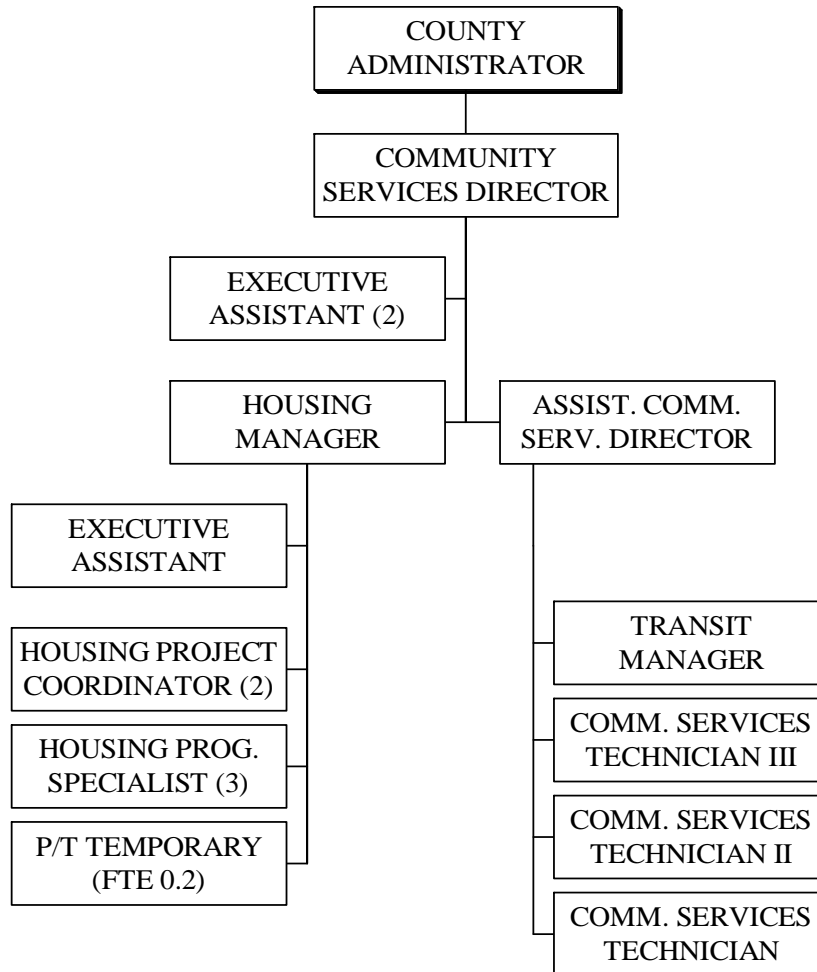 COUNTY
ADMINISTRATOR
COMMUNITY
SERVICES DIRECTOR
EXECUTIVE
ASSISTANT (2)
HOUSING
MANAGER
ASSIST. COMM.
SERV. DIRECTOR
EXECUTIVE
ASSISTANT
HOUSING PROJECT
COORDINATOR (2)
HOUSING PROG.
SPECIALIST (3)
P/T TEMPORARY
(FTE 0.2)
TRANSIT
MANAGER
COMM. SERVICES
TECHNICIAN III
COMM. SERVICES
TECHNICIAN II
COMM. SERVICES
TECHNICIAN